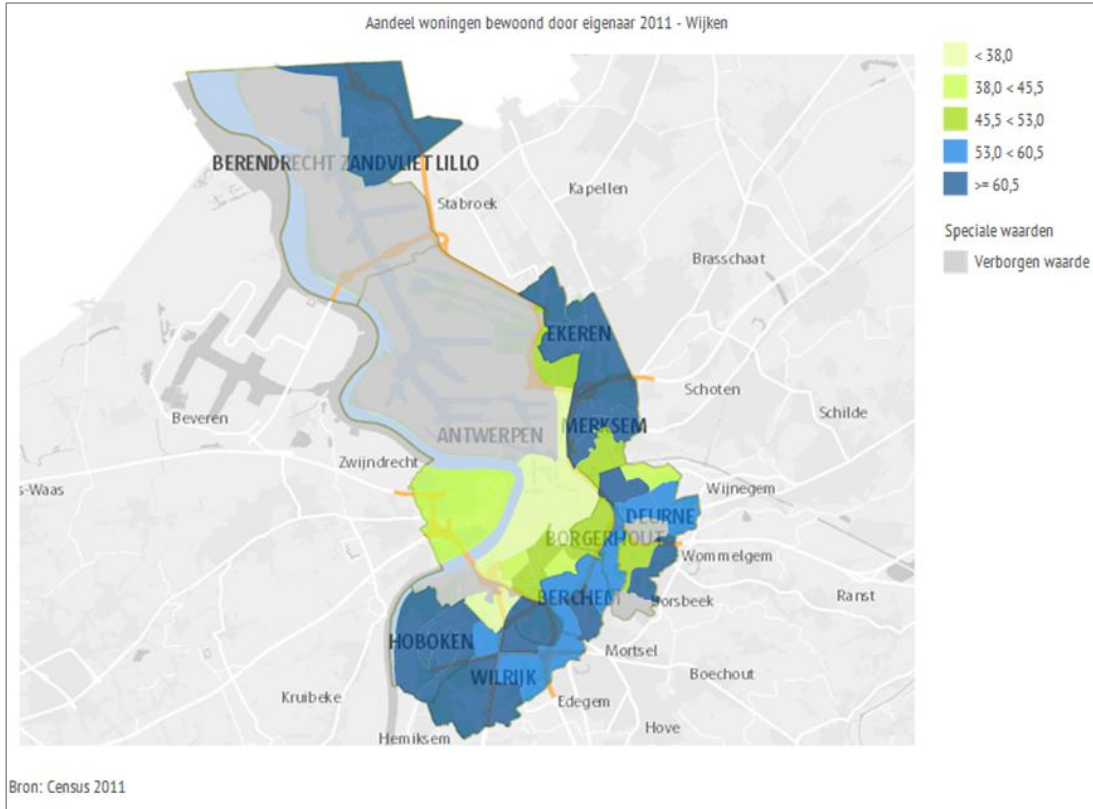 Aandeel woningen bewoond door eigenaar 2011 - Wijken
< 38,0
38,0 < 45,5
45,5 < 53,0
53,0 < 60,5
>= 60,5
Speciale waarden
Verborgen waarde
BERENDRECHT ZANDVLIET LILLO
Kapellen
Stabroek
Brasschaat
EKEREN
Schoten
Schilde
Beveren
MERKSEM
ANTWERPEN
Zwijndrecht
s-Waas
Wijnegem
DEURNE
BORGERHOUT
Wommelgem
Ranst
BERCHEM
Borsbeek
HOBOKEN
Mortsel
Boechout
WILRIJK
Kruibeke
Edegem
Hove
Hemiksem
Bron: Census 2011